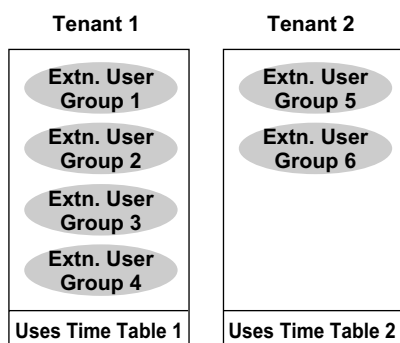 Tenant 1
Extn. User
Group 1
Extn. User
Group 2
Extn. User
Group 3
Extn. User
Group 4
Uses Time Table 1
Tenant 2
Extn. User
Group 5
Extn. User
Group 6
Uses Time Table 2